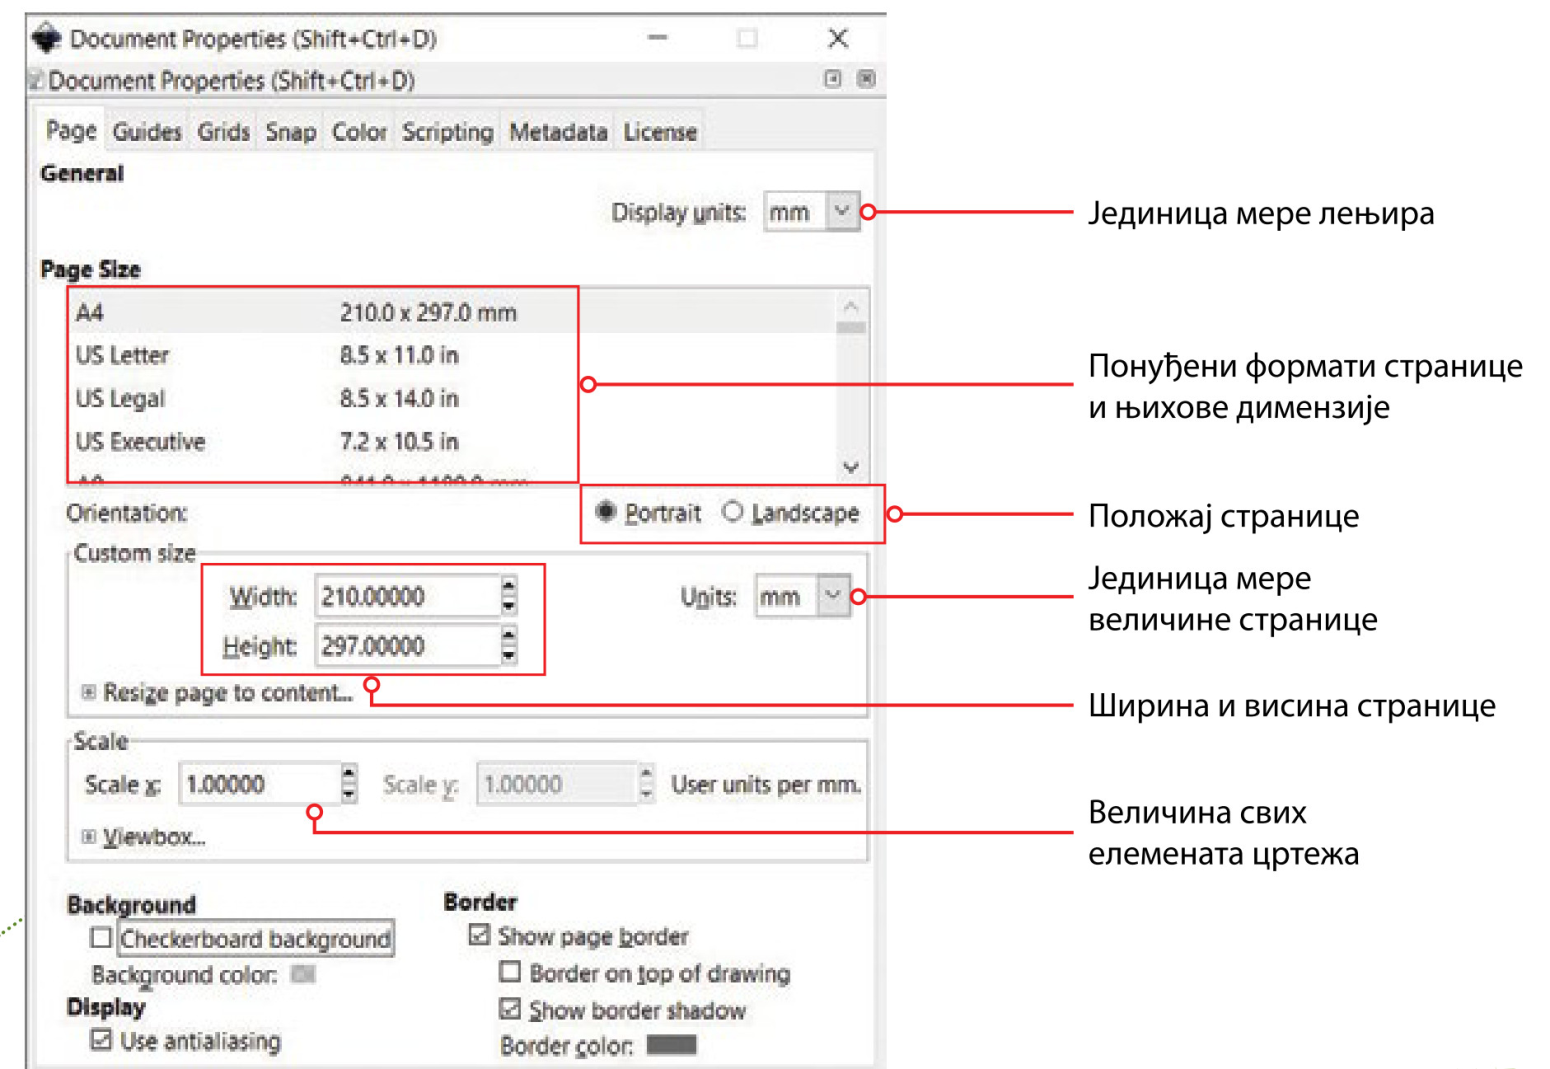 Document Properties (Shift+Ctrl+D)
Document Properties (Shift+Ctrl+D)
Page Guides Grids Snap Color Scripting Metadata License
General
Display units: mm
Јединица мере лењира
Page Size
A4 210.0 x 297.0 mm
US Letter 8.5 x 11.0 in
US Legal 8.5 x 14.0 in
US Executive 7.2 x 10.5 in
Понуђени формати странице
и њихове димензије
Orientation: Portrait Landscape
Положај странице
Custom size
Width: 210.00000 Units: mm
Height: 297.00000
Јединица мере
величине странице
Resize page to content...
Ширина и висина странице
Scale
Scale x: 1.00000 Scale y: 1.00000 User units per mm.
Viewbox...
Величина свих
елемената цртежа
Background
Checkerboard background
Background color:
Display
Use antialiasing
Border
Show page border
Border on top of drawing
Show border shadow
Border color: